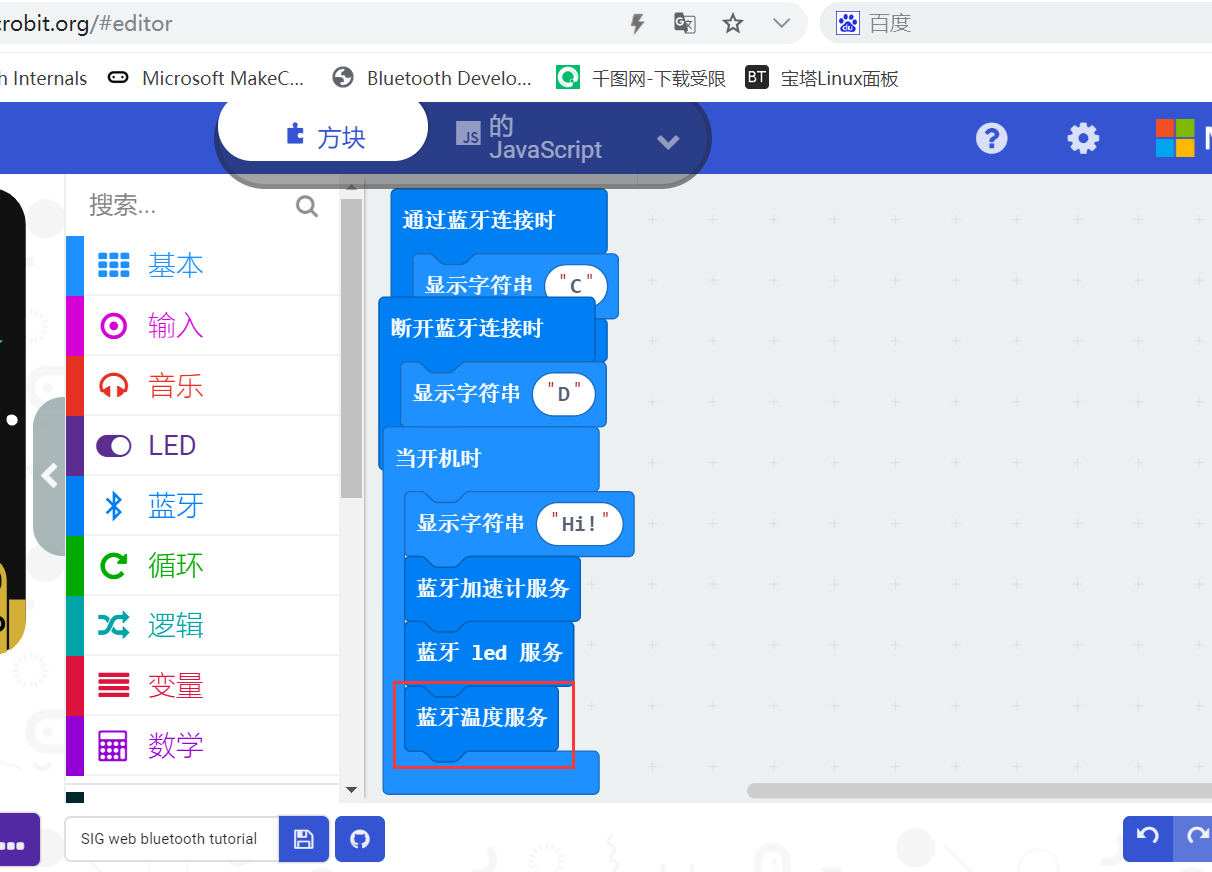 crobit.org/#editor
百度
h Internals
Microsoft MakeC...
Bluetooth Develo...
千图网-下载受限
BT
宝塔Linux面板
方块
JS
的
JavaScript
?
搜索...
基本
输入
音乐
LED
蓝牙
循环
逻辑
变量
数学
通过蓝牙连接时
显示字符串 "C"
断开蓝牙连接时
显示字符串 "D"
当开机时
显示字符串 "Hi!"
蓝牙加速计服务
蓝牙 led 服务
蓝牙温度服务
SIG web bluetooth tutorial